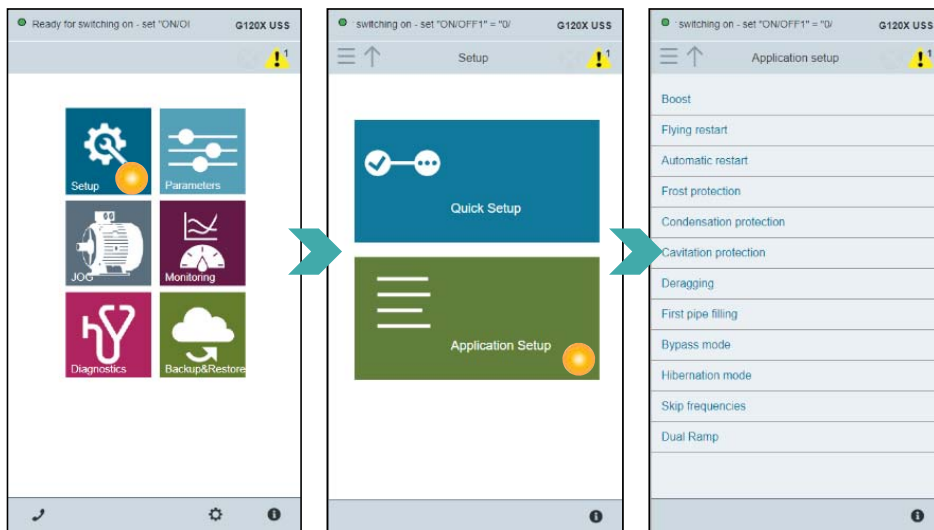 Ready for switching on - set "ON/OI
G120X USS
1
Setup
Parameters
JOG
Monitoring
Diagnostics
Backup&Restore
switching on - set "ON/OFF1" = "0/
G120X USS
Setup
1
Quick Setup
Application Setup
switching on - set "ON/OFF1" = "0/
G120X USS
Application setup
1
Boost
Flying restart
Automatic restart
Frost protection
Condensation protection
Cavitation protection
Deragging
First pipe filling
Bypass mode
Hibernation mode
Skip frequencies
Dual Ramp